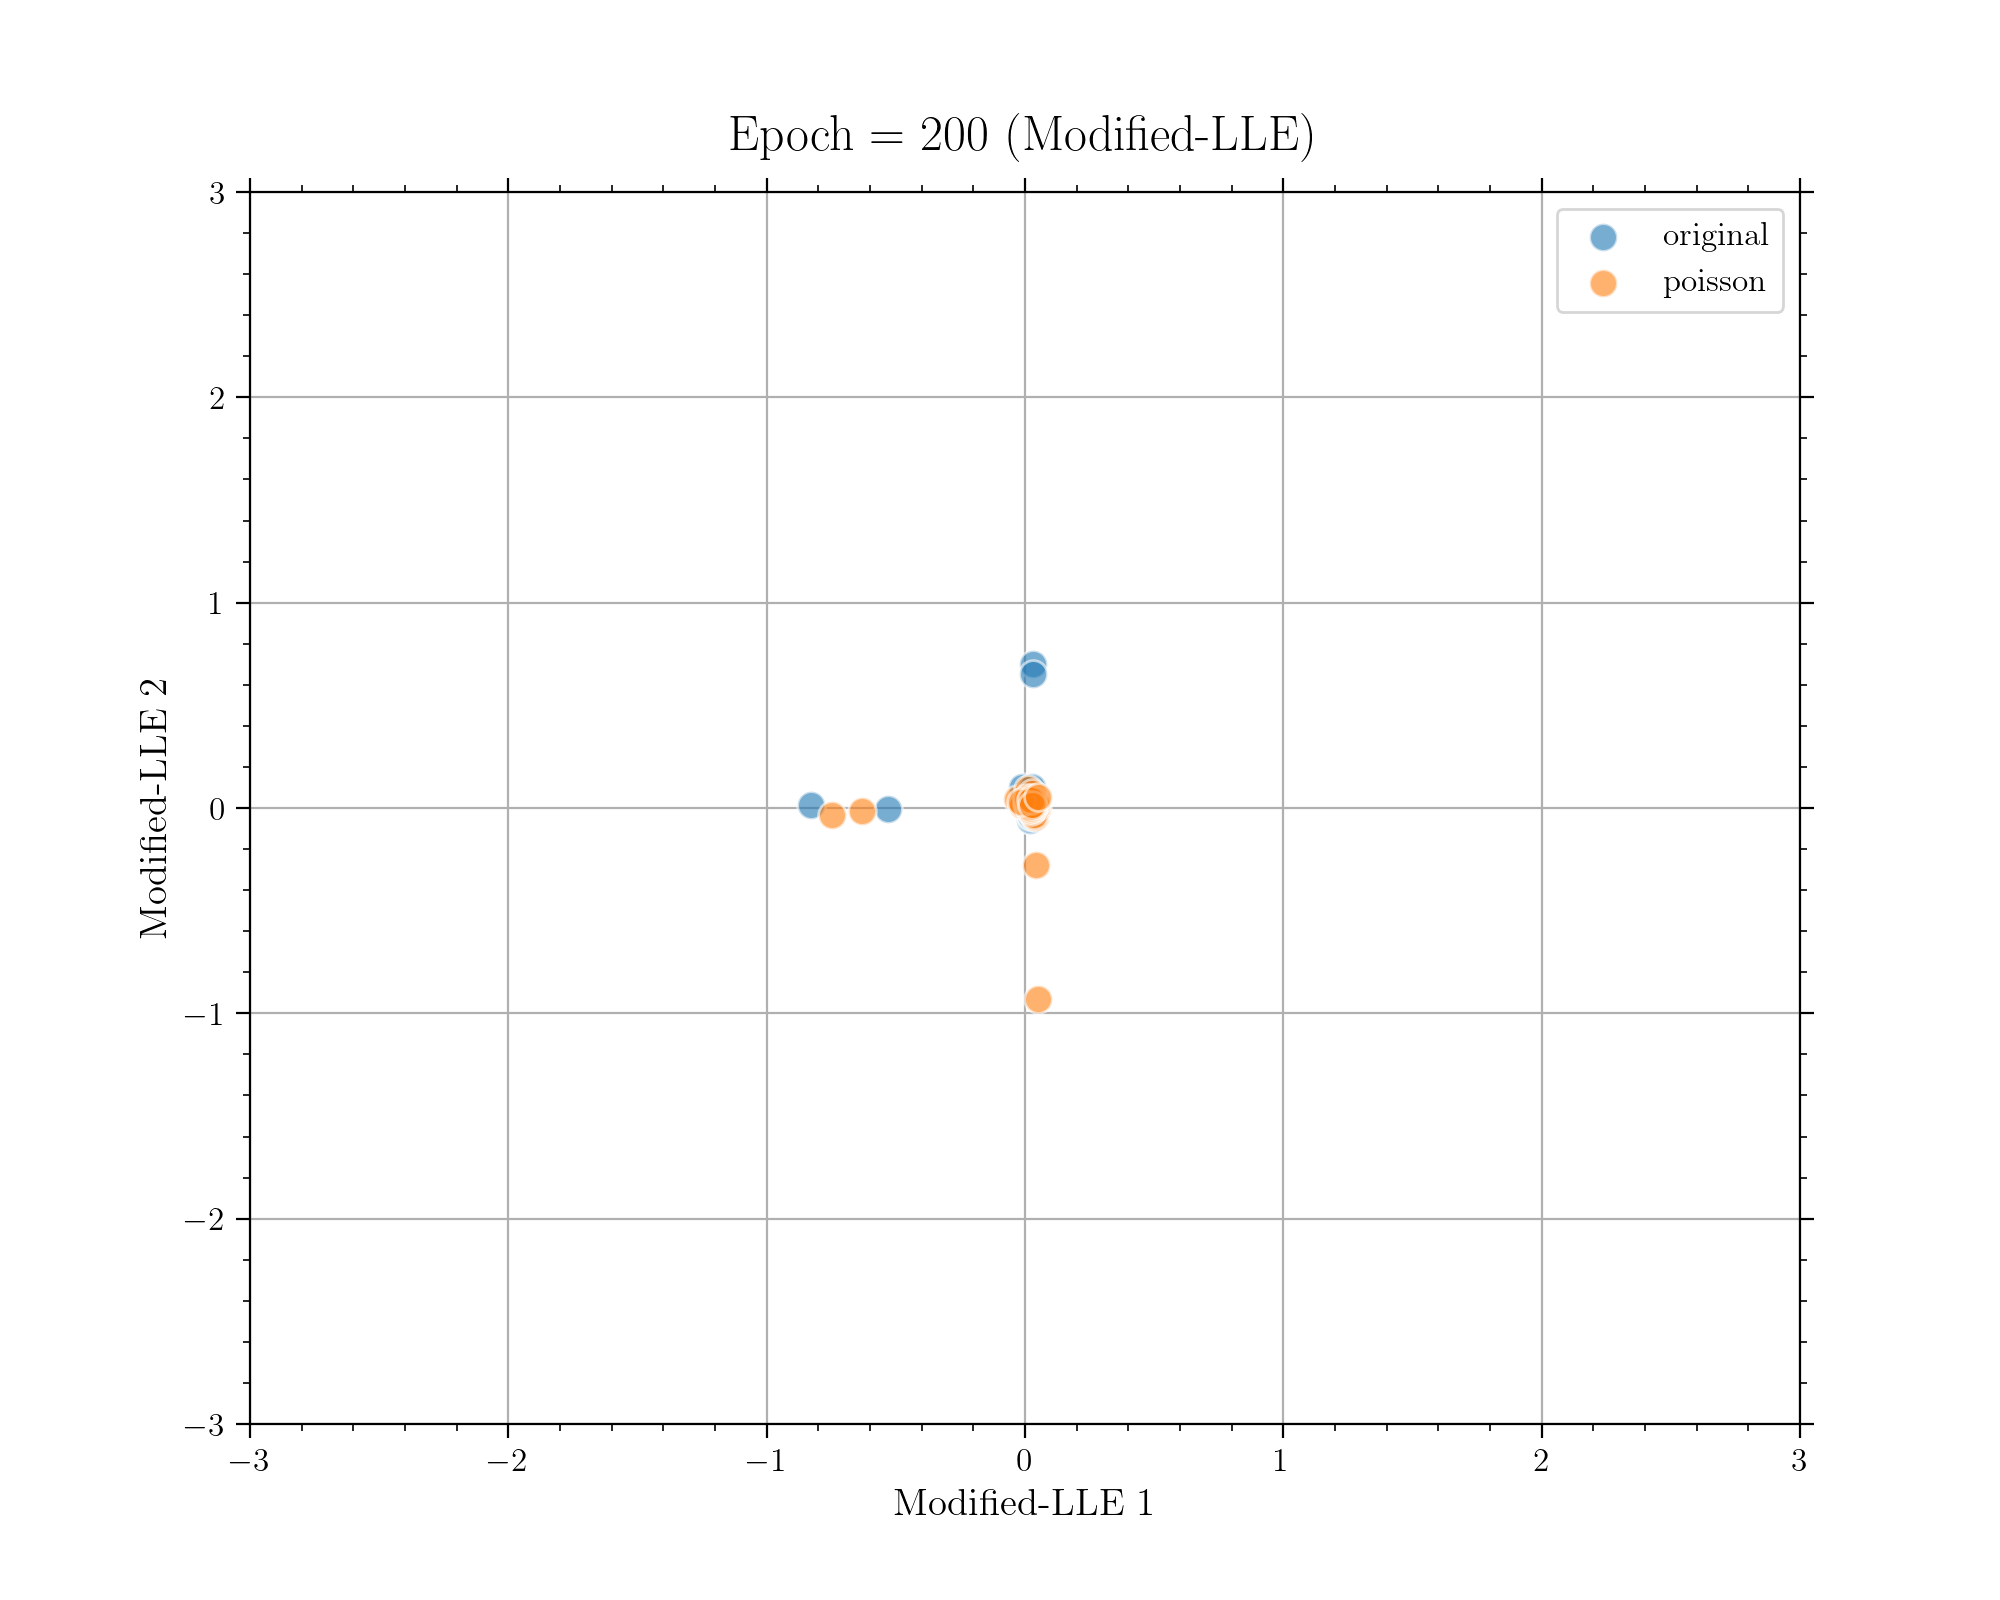 Epoch = 200 (Modified-LLE)
original
poisson
3
2
1
0
−1
−2
−3
Modified-LLE 2
−3 −2 −1 0 1 2 3
Modified-LLE 1